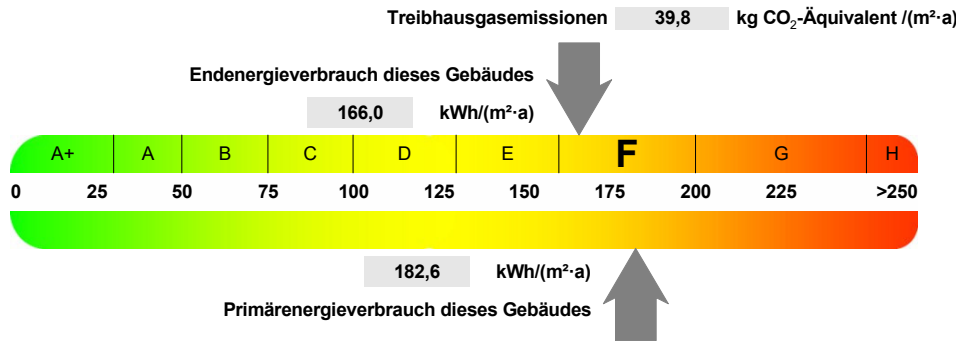 Treibhausgasemissionen 39,8 kg CO₂-Äquivalent /(m²·a)
Endenergieverbrauch dieses Gebäudes
166,0 kWh/(m²·a)
A+ A B C D E F G H
0 25 50 75 100 125 150 175 200 225 >250
182,6 kWh/(m²·a)
Primärenergieverbrauch dieses Gebäudes